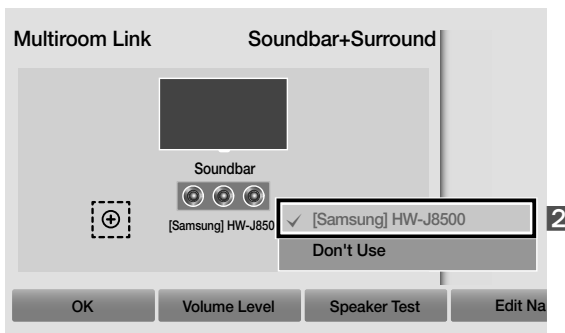 Multiroom Link Soundbar+Surround
Soundbar
[Samsung] HW-J850
[Samsung] HW-J8500
2
Don't Use
OK Volume Level Speaker Test Edit Na